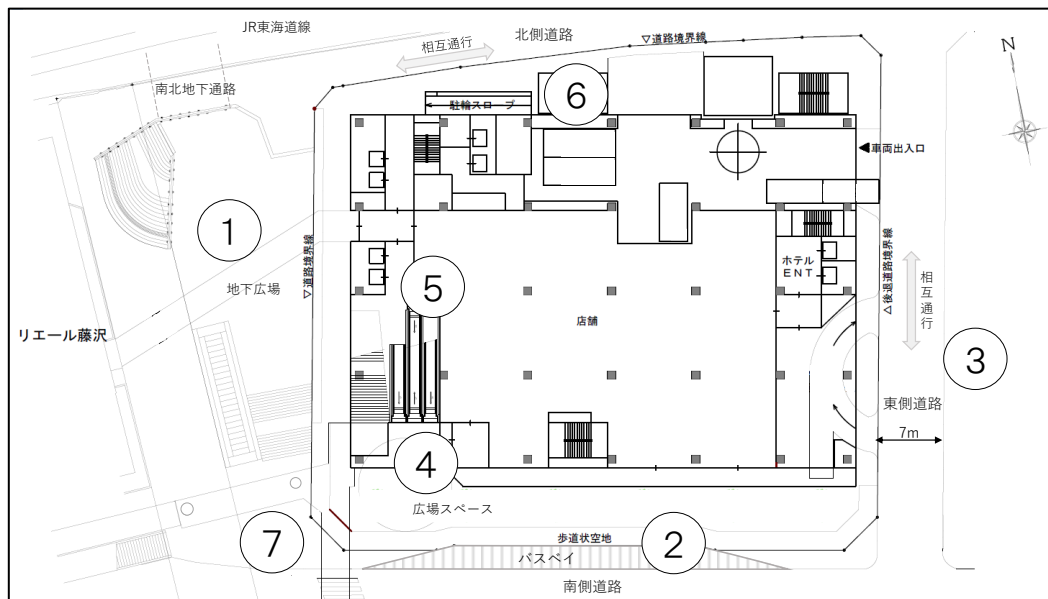 JR東海道線
相互通行
北側道路
▽道路境界線
N
南北地下通路
駐輪スロープ
⑥
◀車両出入口
①
▽道路境界線
地下広場
⑤
ホテル
ENT
△後退道路境界線
相互通行
リエール藤沢
店舗
③
東側道路
7m
④
広場スペース
⑦
歩道状空地
②
バスベイ
南側道路